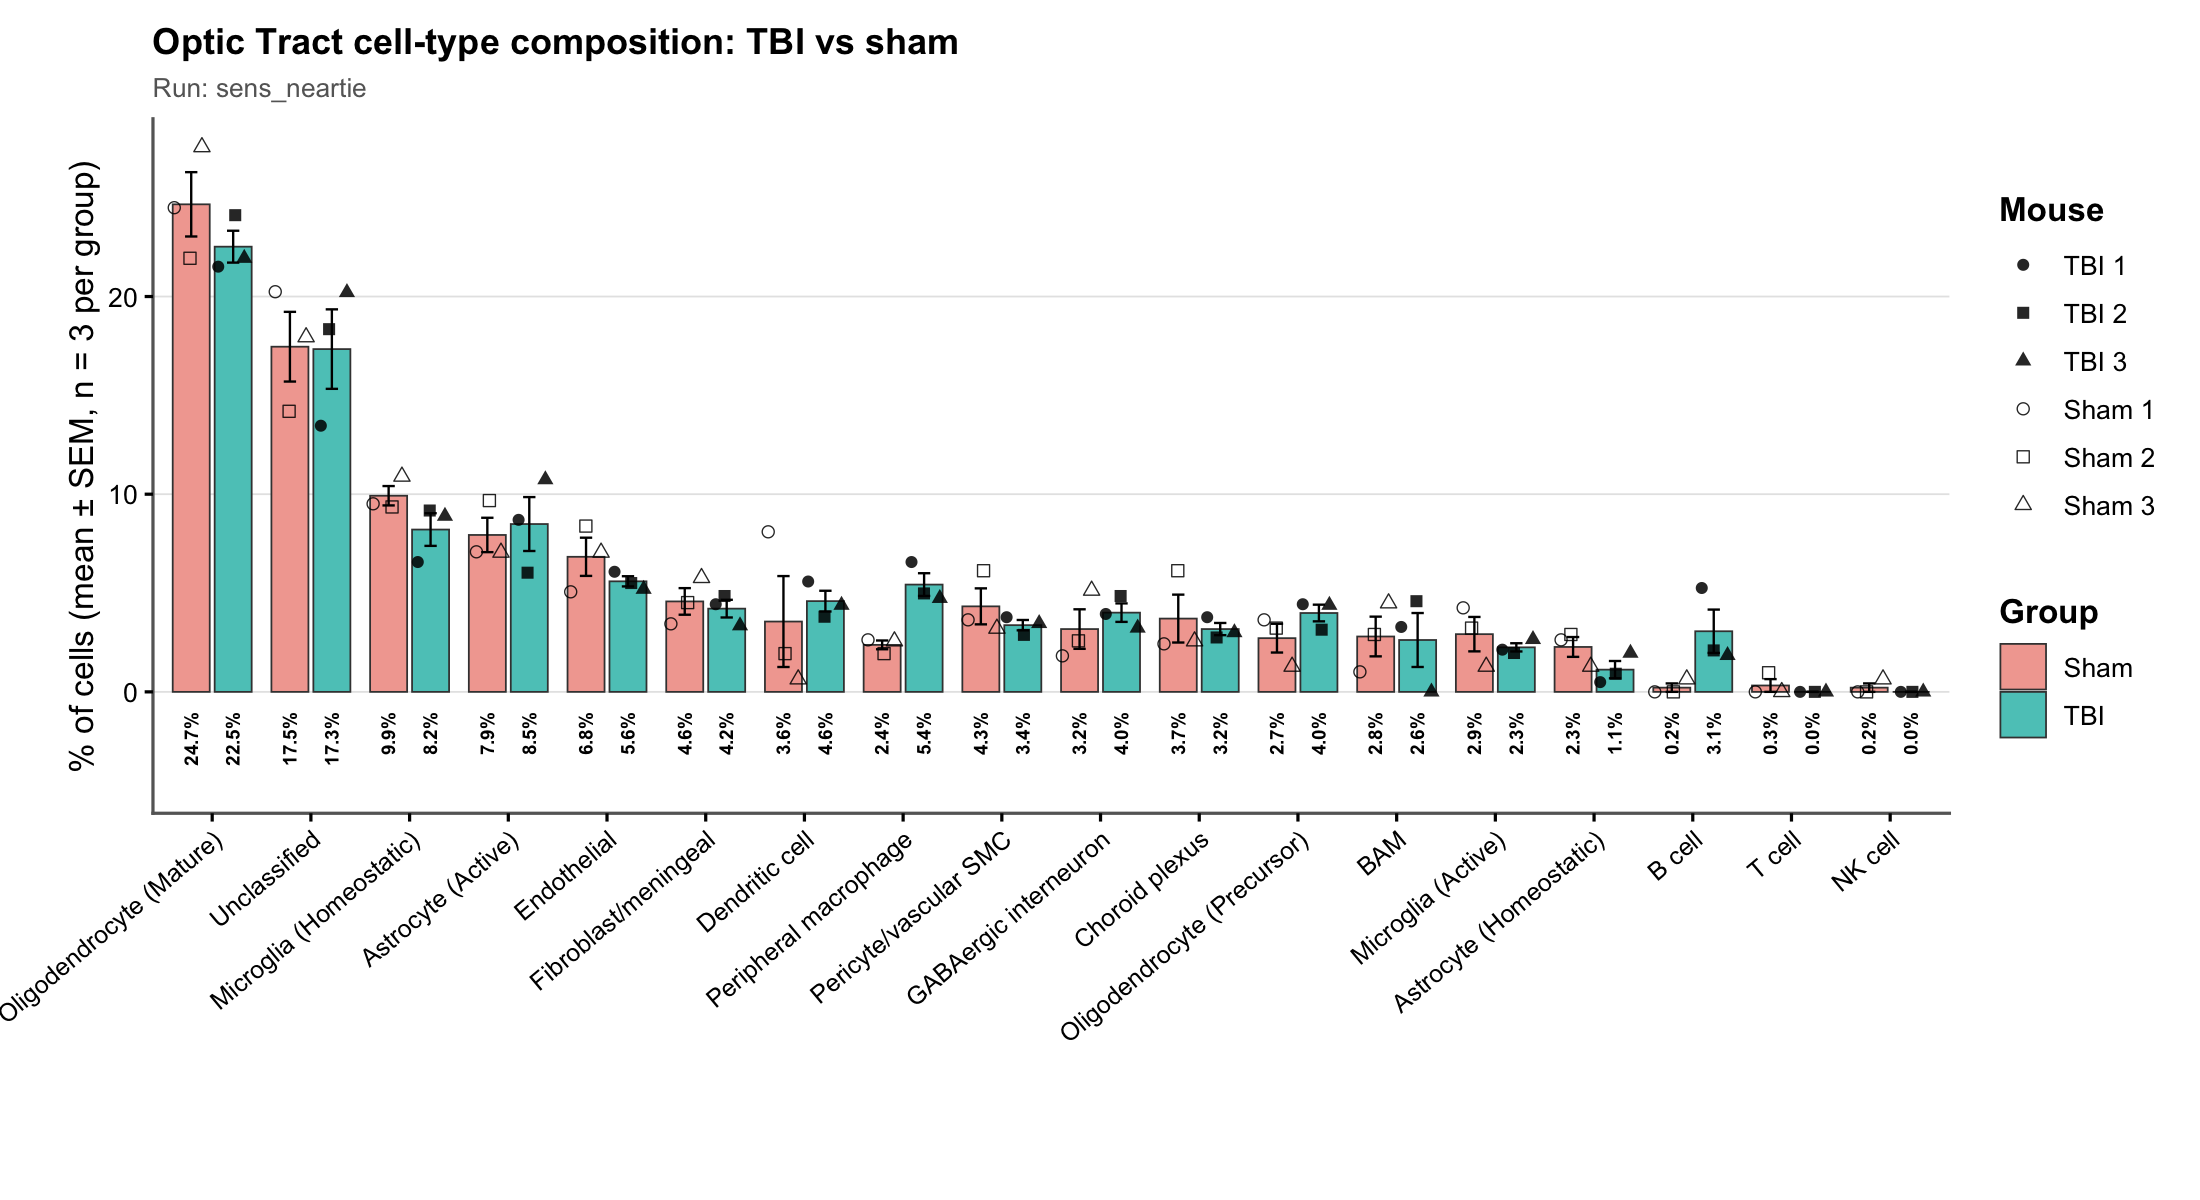 Optic Tract cell-type composition: TBI vs sham
Run: sens_neartie
% of cells (mean ± SEM, n = 3 per group)
20
10
0
24.7%
22.5%
17.5%
17.3%
9.9%
8.2%
7.9%
8.5%
6.8%
5.6%
4.6%
4.2%
3.6%
4.6%
2.4%
5.4%
4.3%
3.4%
3.2%
4.0%
3.7%
3.2%
2.7%
4.0%
2.8%
2.6%
2.9%
2.3%
2.3%
1.1%
0.2%
3.1%
0.3%
0.0%
0.2%
0.0%
Oligodendrocyte (Mature)
Unclassified
Microglia (Homeostatic)
Astrocyte (Active)
Endothelial
Fibroblast/meningeal
Dendritic cell
Peripheral macrophage
Pericyte/vascular SMC
GABAergic interneuron
Choroid plexus
Oligodendrocyte (Precursor)
BAM
Microglia (Active)
Astrocyte (Homeostatic)
B cell
T cell
NK cell
Mouse
TBI 1
TBI 2
TBI 3
Sham 1
Sham 2
Sham 3
Group
Sham
TBI